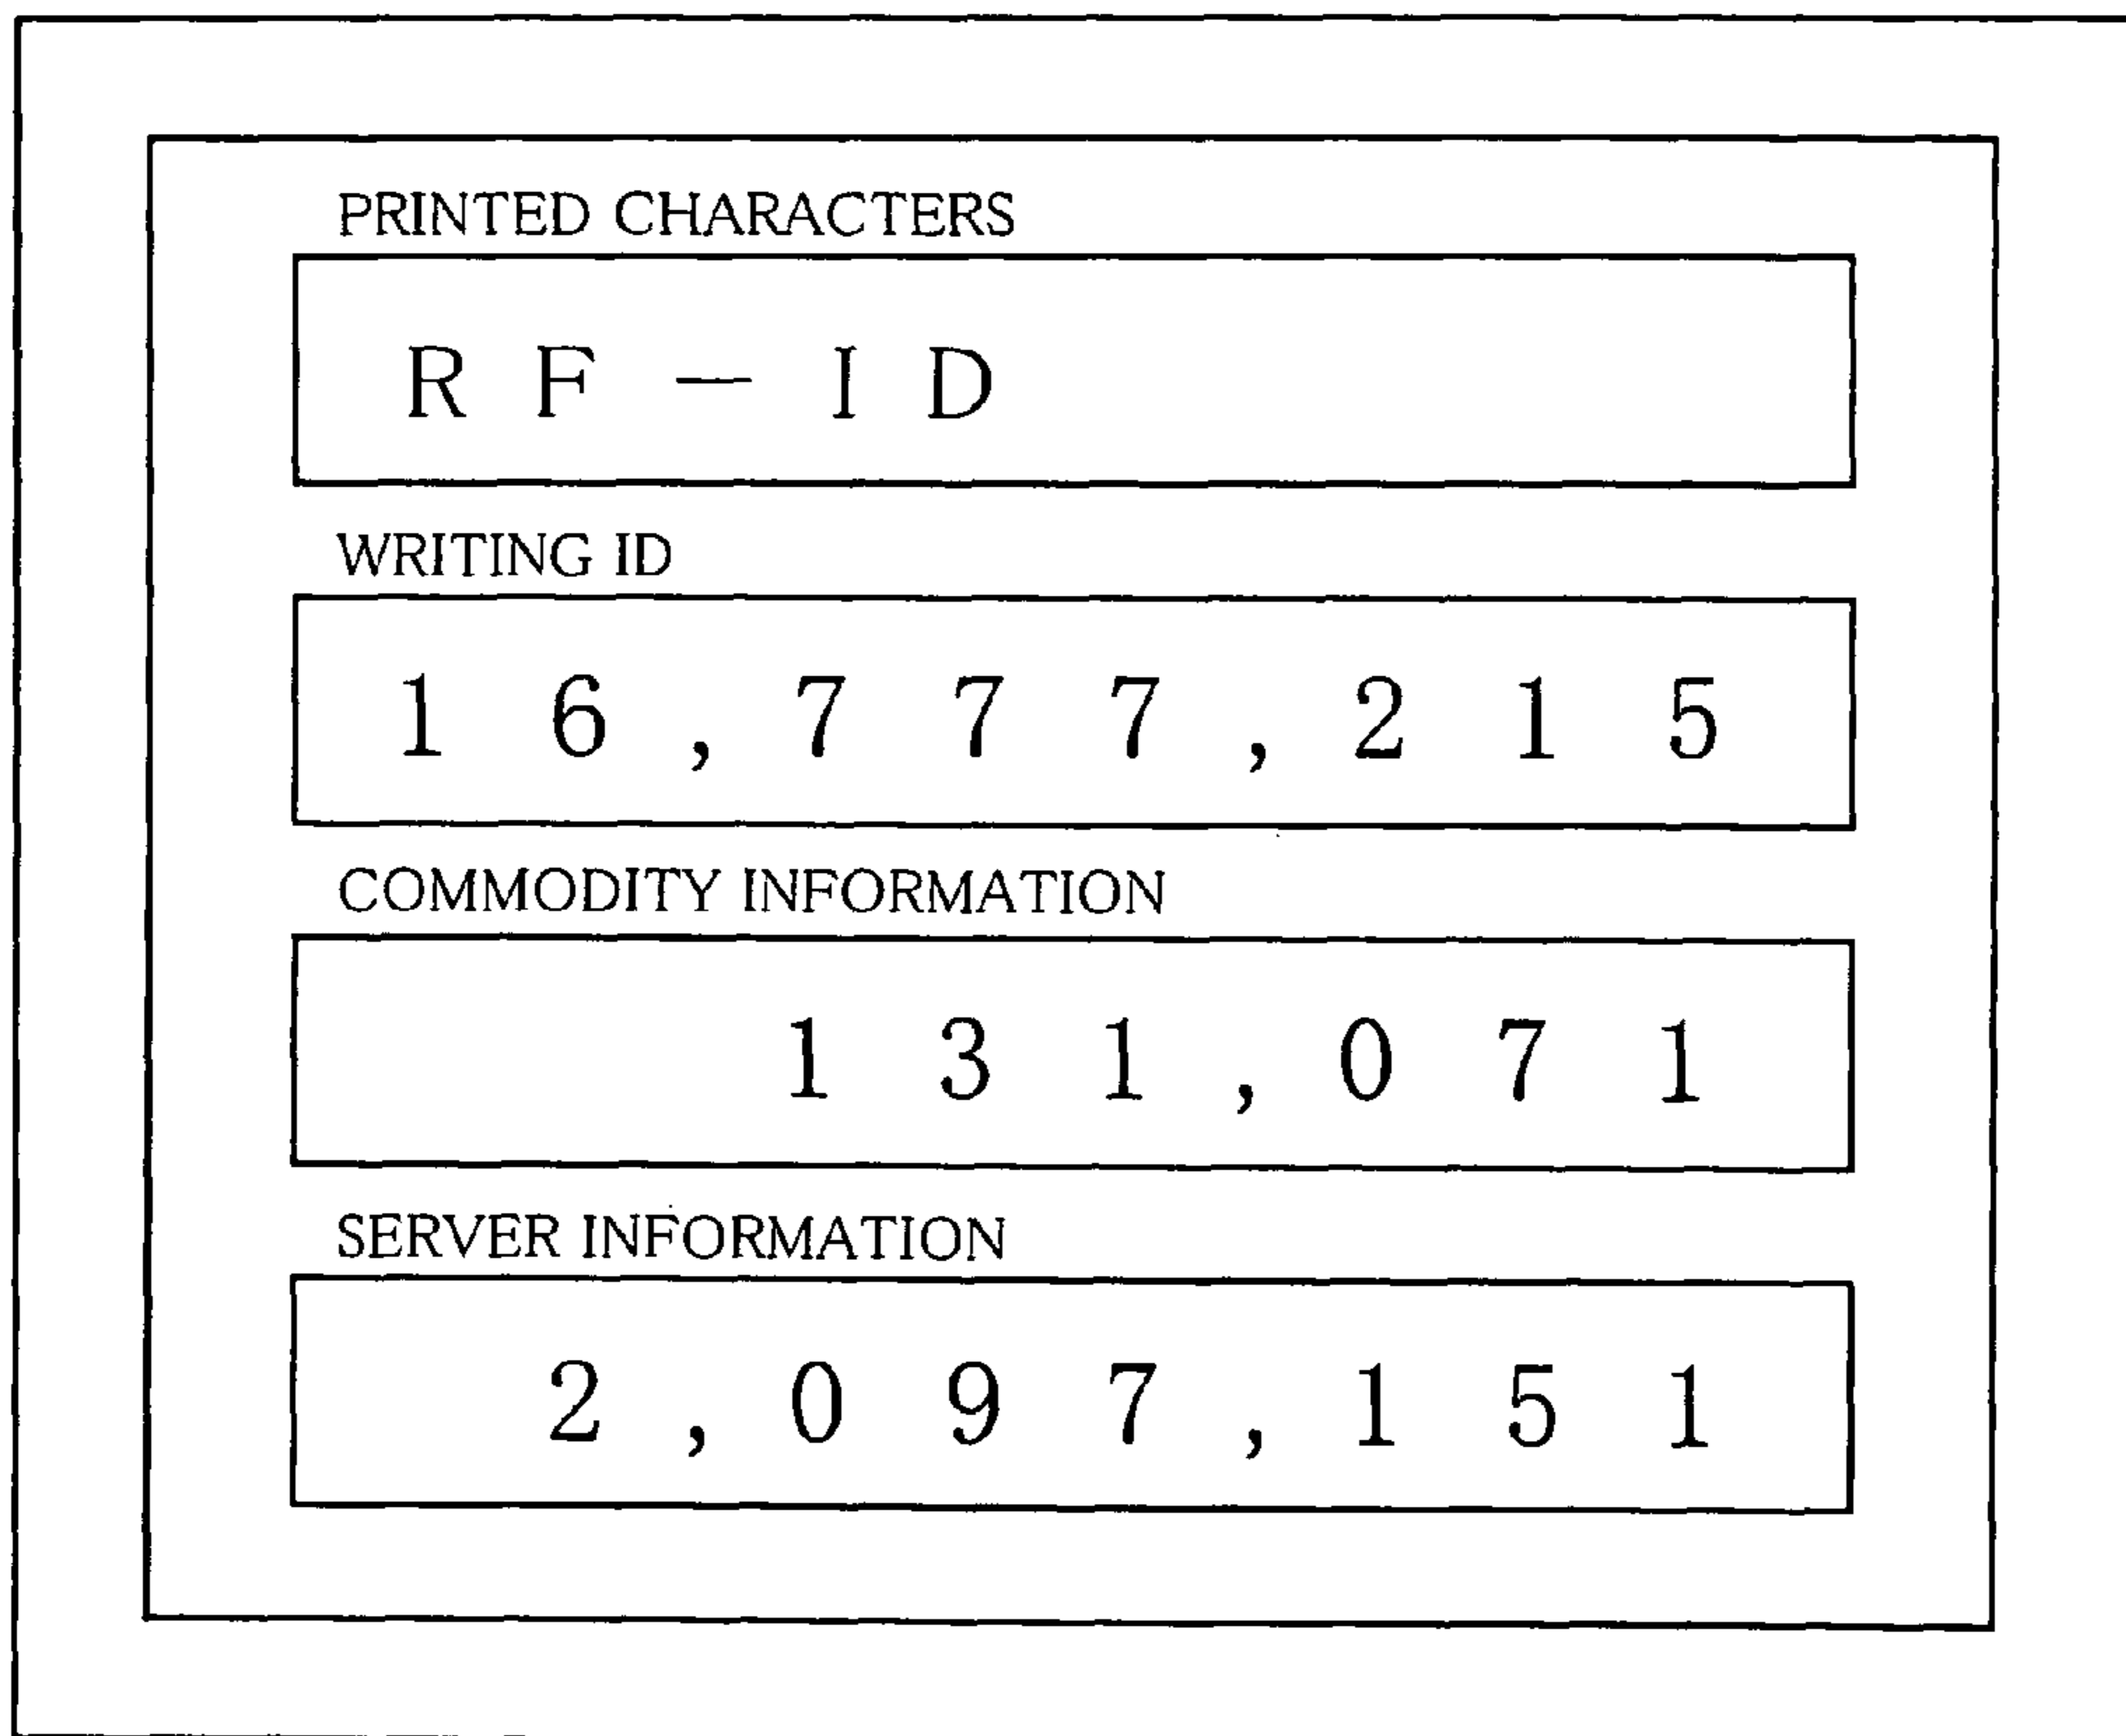 PRINTED CHARACTERS
RF-ID
WRITING ID
16,777,215
COMMODITY INFORMATION
131,071
SERVER INFORMATION
2,097,151